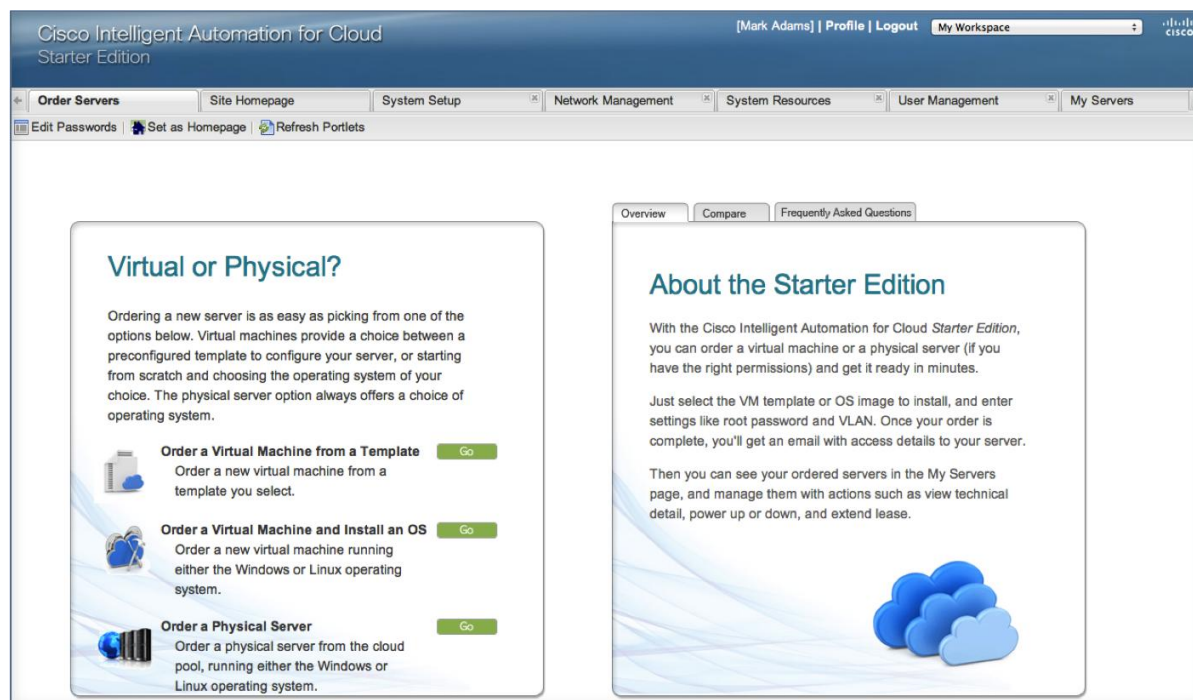 Cisco Intelligent Automation for Cloud
Starter Edition
[Mark Adams] | Profile | Logout
My Workspace
CISCO
Order Servers
Site Homepage
System Setup
Network Management
System Resources
User Management
My Servers
Edit Passwords | Set as Homepage | Refresh Portlets
Virtual or Physical?
Ordering a new server is as easy as picking from one of the
options below. Virtual machines provide a choice between a
preconfigured template to configure your server, or starting
from scratch and choosing the operating system of your
choice. The physical server option always offers a choice of
operating system.
Order a Virtual Machine from a Template
Go
Order a new virtual machine from a
template you select.
Order a Virtual Machine and Install an OS
Go
Order a new virtual machine running
either the Windows or Linux operating
system.
Order a Physical Server
Go
Order a physical server from the cloud
pool, running either the Windows or
Linux operating system.
Overview
Compare
Frequently Asked Questions
About the Starter Edition
With the Cisco Intelligent Automation for Cloud Starter Edition,
you can order a virtual machine or a physical server (if you
have the right permissions) and get it ready in minutes.
Just select the VM template or OS image to install, and enter
settings like root password and VLAN. Once your order is
complete, you'll get an email with access details to your server.
Then you can see your ordered servers in the My Servers
page, and manage them with actions such as view technical
detail, power up or down, and extend lease.